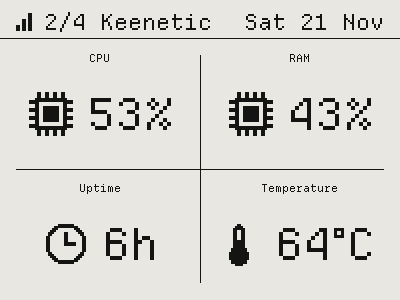 2/4 Keenetic Sat 21 Nov
CPU
53%
RAM
43%
Uptime
6h
Temperature
64°C